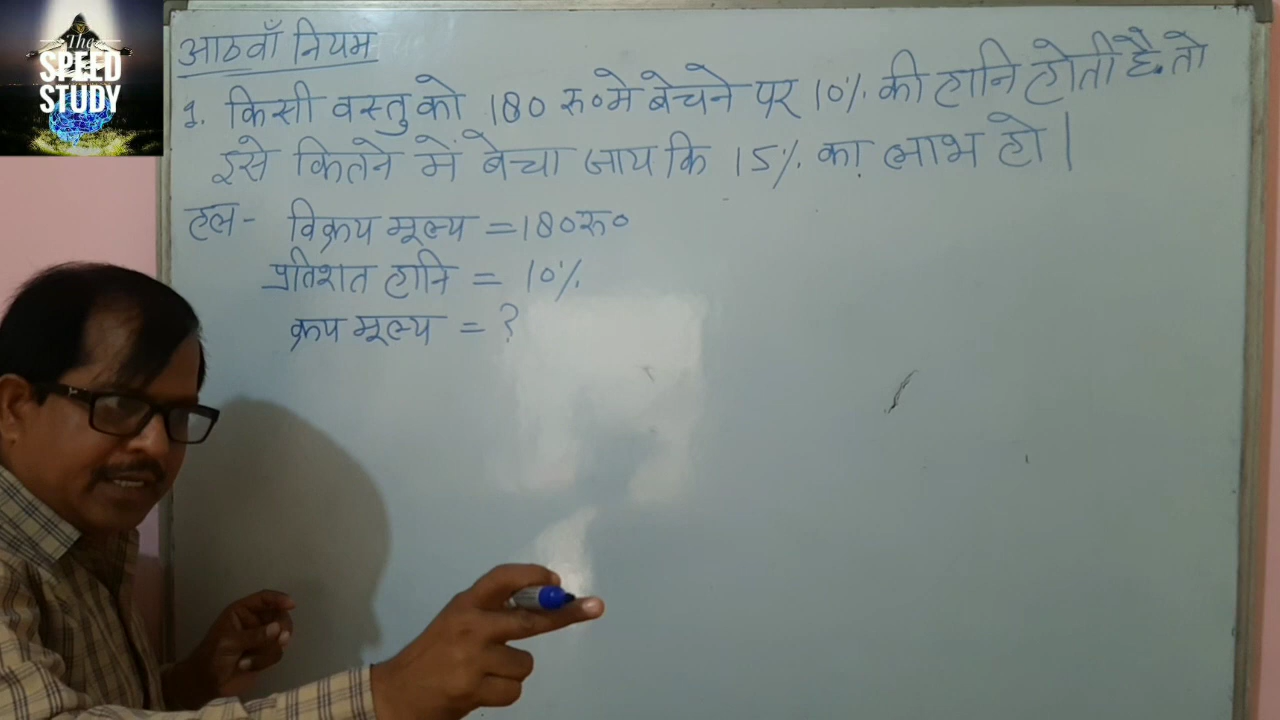 The
SPEED
STUDY
आठवाँ नियम
1. किसी वस्तु को 180 रु० मे बेचने पर 10% की हानि होती है, तो
इसे कितने में बेचा जाय कि 15% का लाभ हो |
हल- विक्रय मूल्य = 180 रु०
प्रतिशत हानि = 10%
क्रय मूल्य = ?